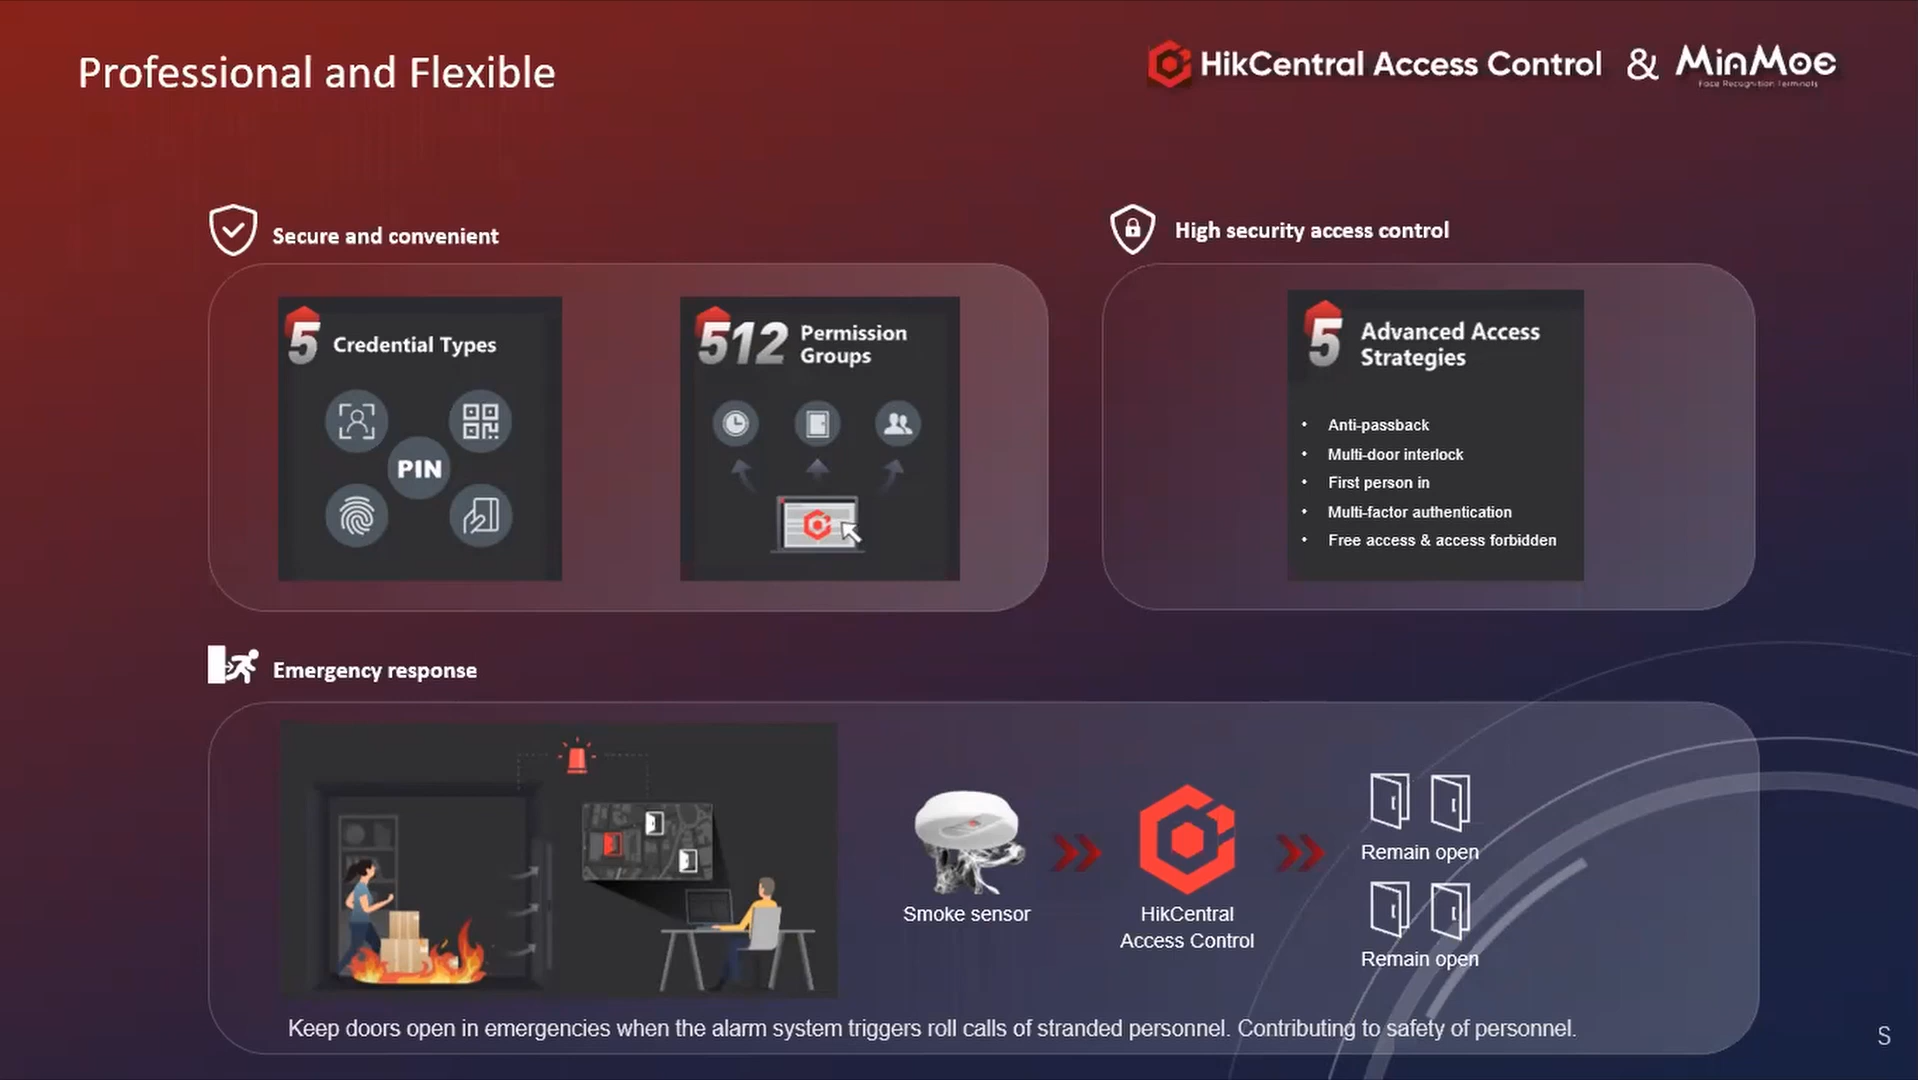 Professional and Flexible
HikCentral Access Control & MinMoe
Face Recognition Terminals
Secure and convenient
5 Credential Types
PIN
512 Permission
Groups
High security access control
5 Advanced Access
Strategies
• Anti-passback
• Multi-door interlock
• First person in
• Multi-factor authentication
• Free access & access forbidden
Emergency response
Smoke sensor
HikCentral
Access Control
Remain open
Remain open
Keep doors open in emergencies when the alarm system triggers roll calls of stranded personnel. Contributing to safety of personnel.
S